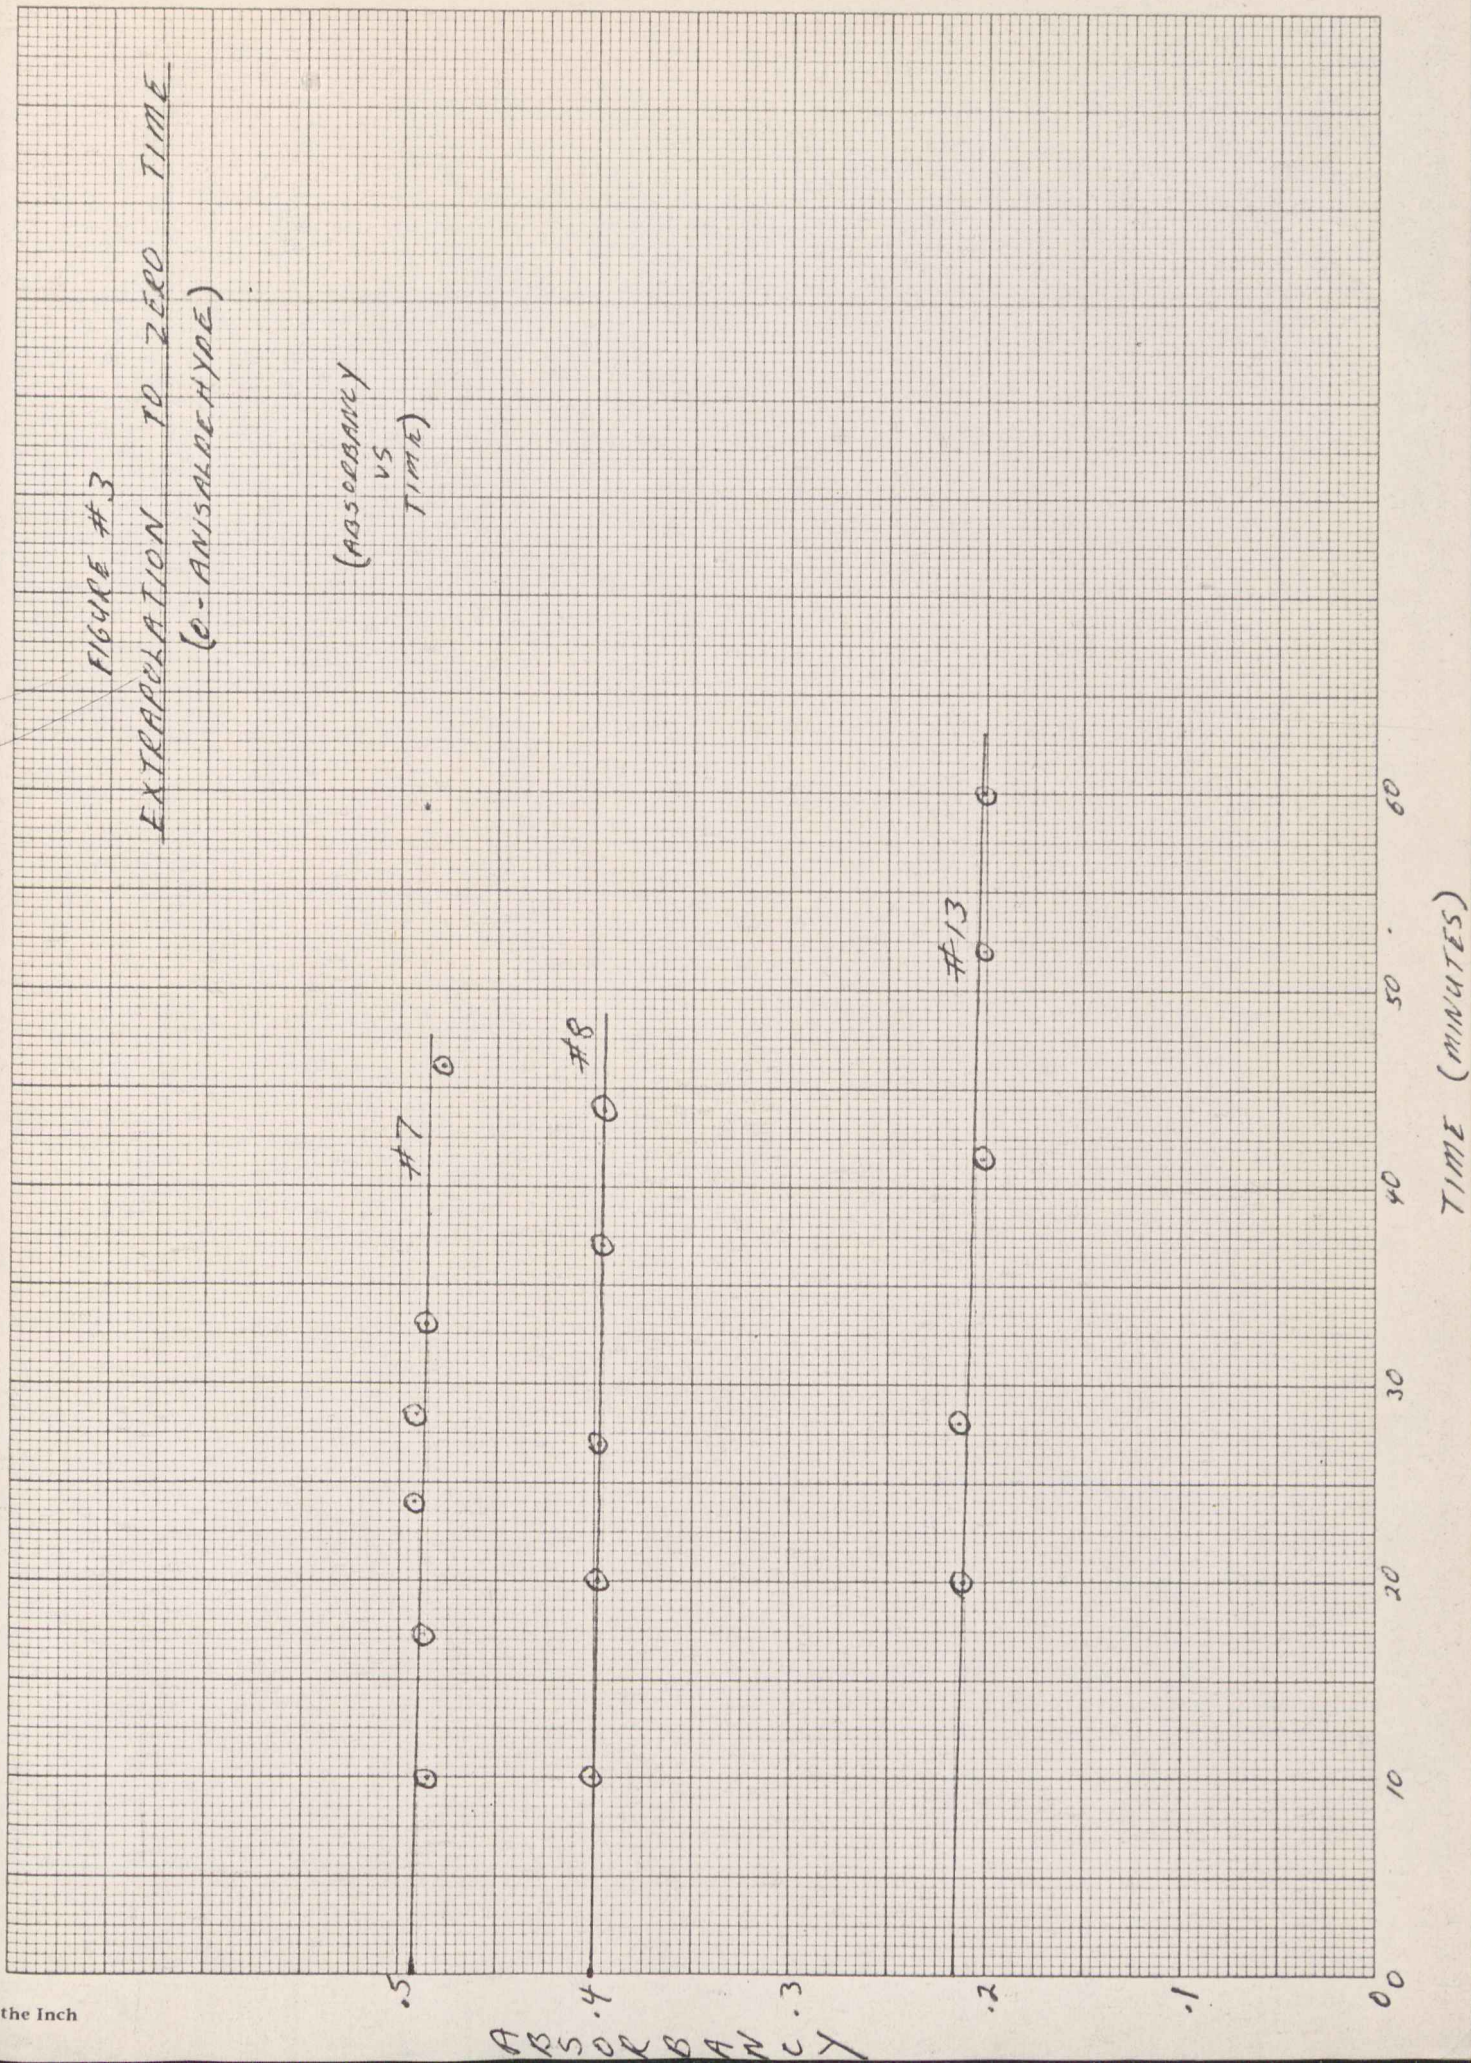 FIGURE #3
EXTRAPOLATION TO ZERO TIME
(O-ANISALDEHYDE)
(ABSORBANCY
VS
TIME)
#7
#8
#13
.5
.4
.3
.2
.1
0
ABSORBANCY
0
10
20
30
40
50
60
TIME (MINUTES)
the Inch